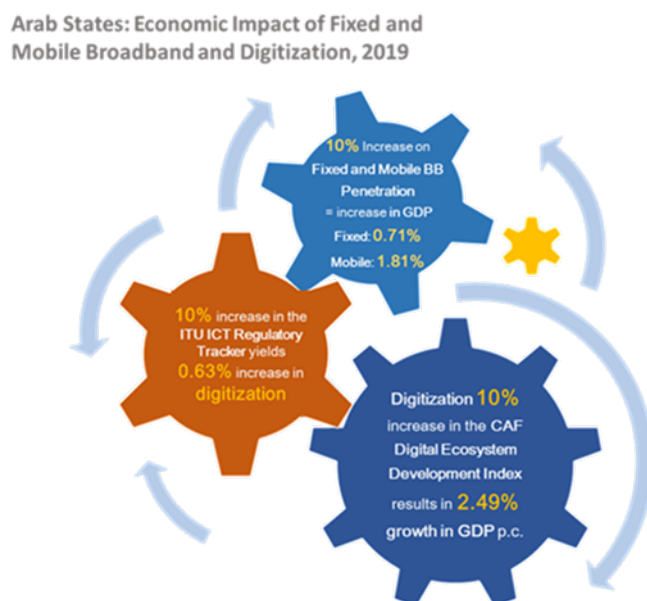 Arab States: Economic Impact of Fixed and
Mobile Broadband and Digitization, 2019
10% Increase on
Fixed and Mobile BB
Penetration
= increase in GDP
Fixed: 0.71%
Mobile: 1.81%
10% increase in the
ITU ICT Regulatory
Tracker yields
0.63% increase in
digitization
Digitization 10%
increase in the CAF
Digital Ecosystem
Development Index
results in 2.49%
growth in GDP p.c.